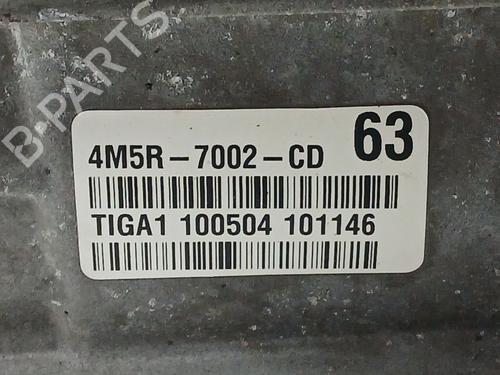 B-PARTS
63
4M5R-7002-CD
TIGA1 100504 101146